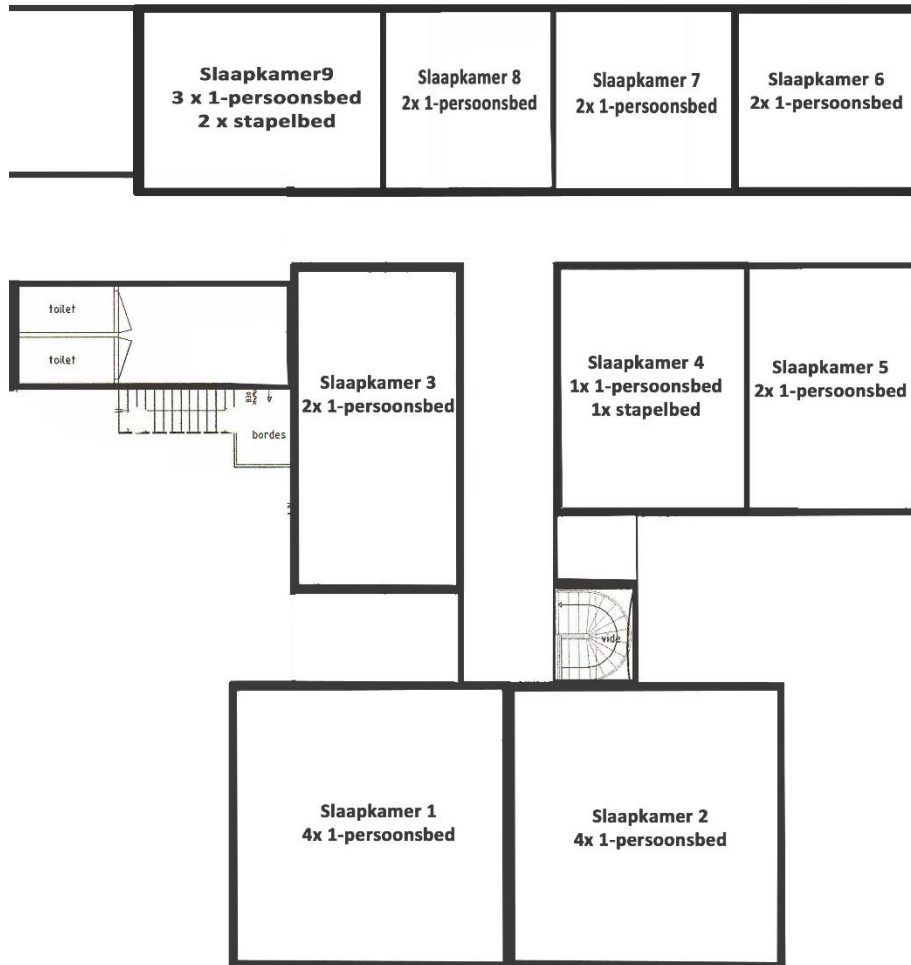 Slaapkamer9
3 x 1-persoonsbed
2 x stapelbed
Slaapkamer 8
2x 1-persoonsbed
Slaapkamer 7
2x 1-persoonsbed
Slaapkamer 6
2x 1-persoonsbed
toilet
toilet
bordes
Slaapkamer 3
2x 1-persoonsbed
Slaapkamer 4
1x 1-persoonsbed
1x stapelbed
Slaapkamer 5
2x 1-persoonsbed
vide
Slaapkamer 1
4x 1-persoonsbed
Slaapkamer 2
4x 1-persoonsbed